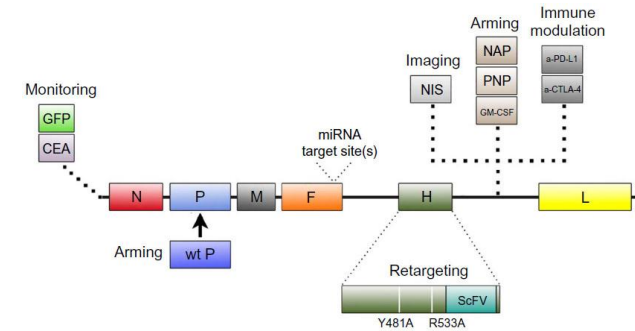 Immune
modulation
Arming
Imaging
Monitoring
NAP
PNP
GM-CSF
a-PD-L1
a-CTLA-4
NIS
GFP
CEA
miRNA
target site(s)
N
P
M
F
H
L
Arming
wt P
Retargeting
ScFV
Y481A
R533A